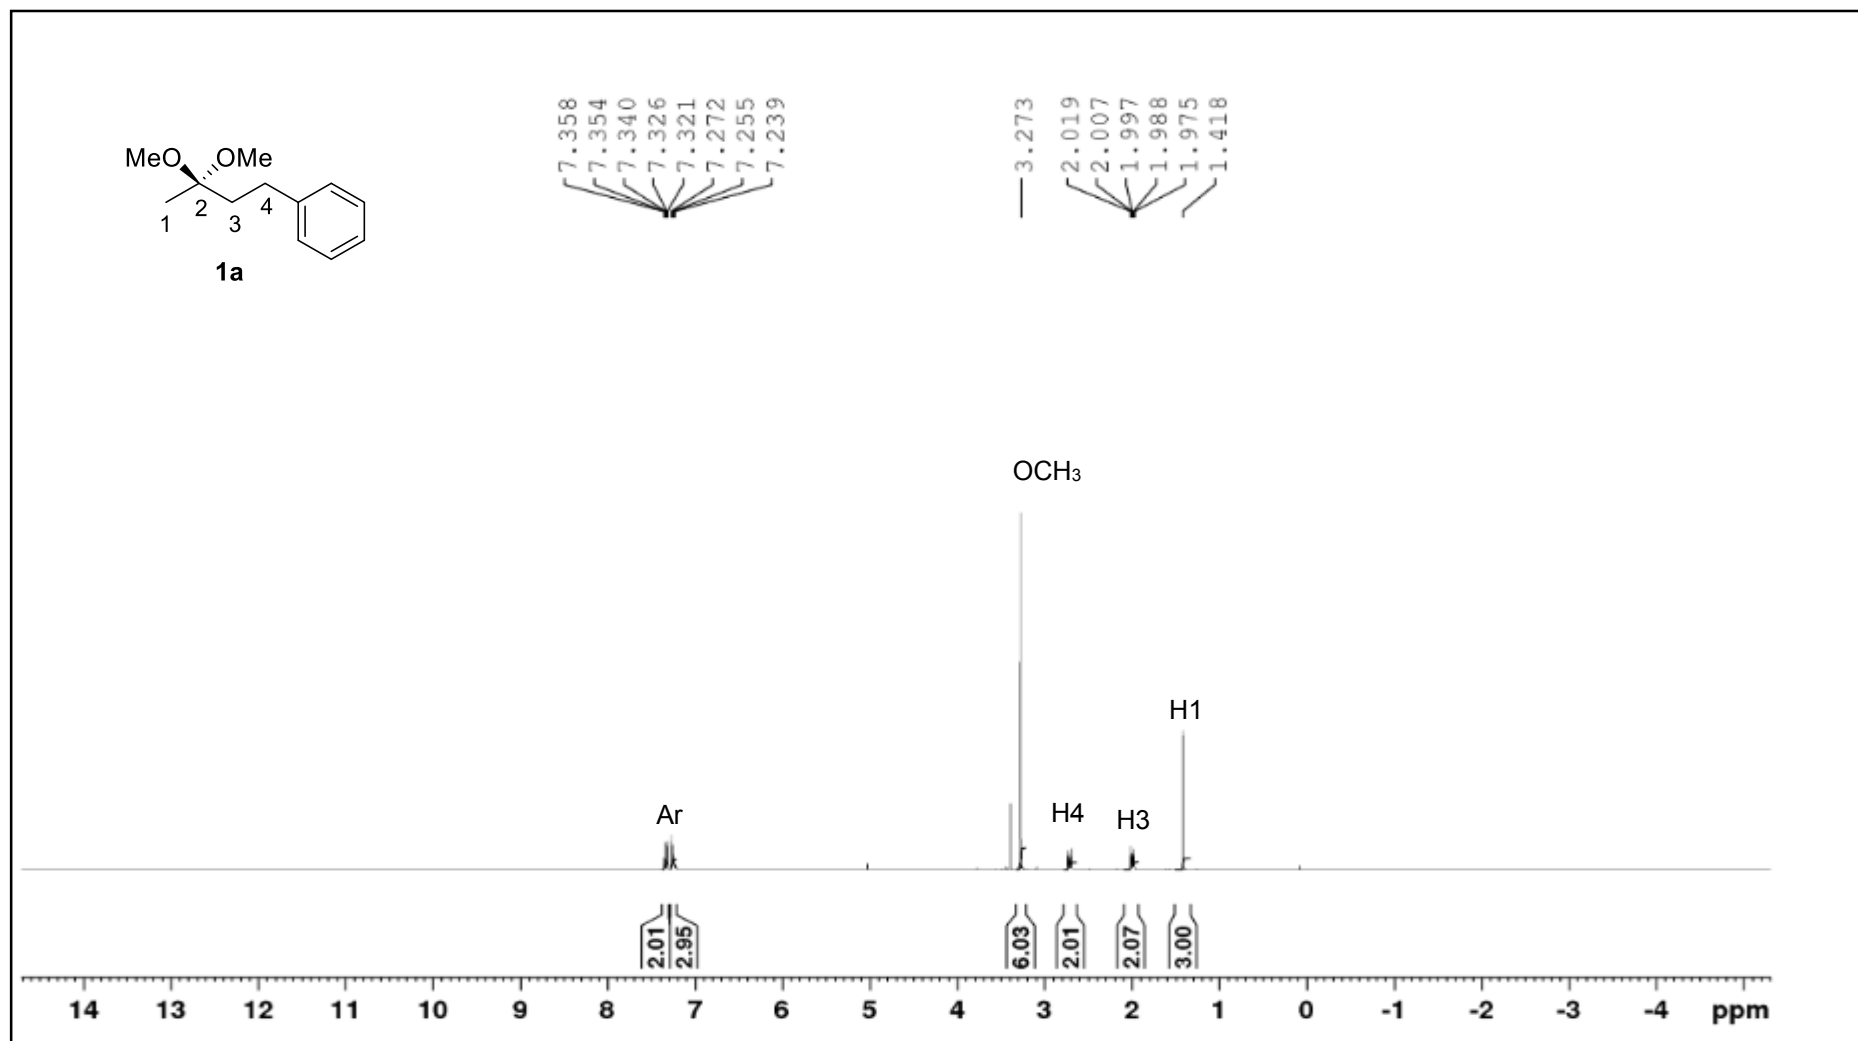 7.358
7.354
7.340
7.326
7.321
7.272
7.255
7.239
3.273
2.019
2.007
1.997
1.988
1.975
1.418
MeO OMe
1 2 3 4
1a
OCH₃
H1
Ar H4 H3
2.01 2.95 6.03 2.01 2.07 3.00
14 13 12 11 10 9 8 7 6 5 4 3 2 1 0 -1 -2 -3 -4 ppm